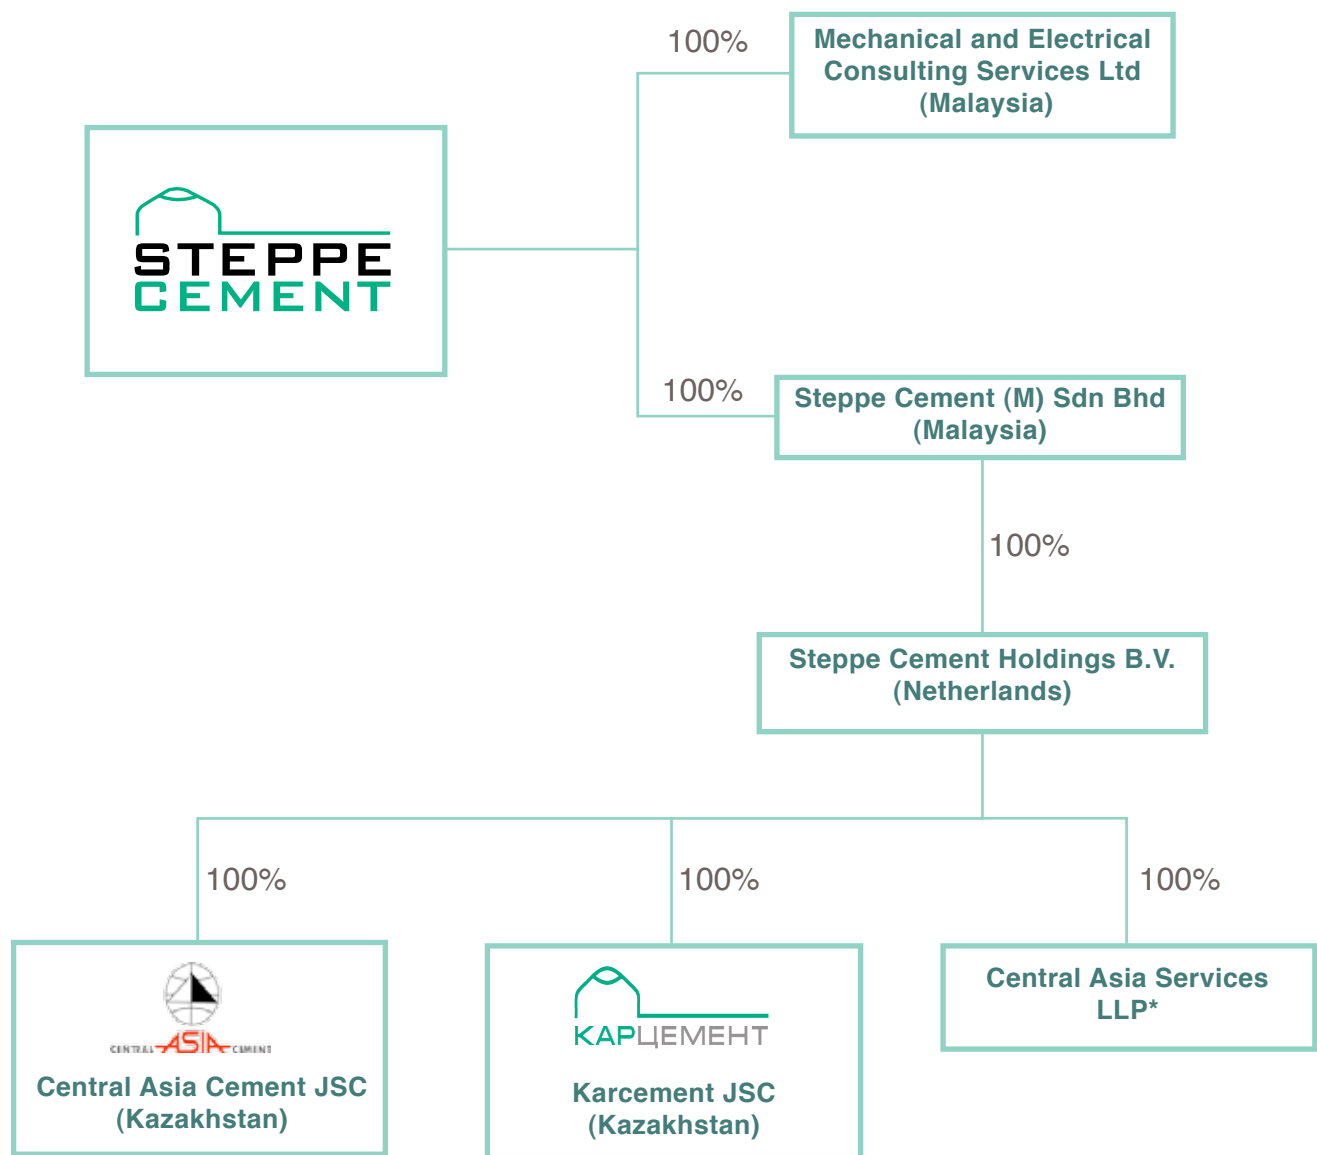 100%
Mechanical and Electrical
Consulting Services Ltd
(Malaysia)
STEPPE
CEMENT
100%
Steppe Cement (M) Sdn Bhd
(Malaysia)
100%
Steppe Cement Holdings B.V.
(Netherlands)
100%
100%
100%
CENTRAL ASIA CEMENT
Central Asia Cement JSC
(Kazakhstan)
КАРЦЕМЕНТ
Karcement JSC
(Kazakhstan)
Central Asia Services
LLP*